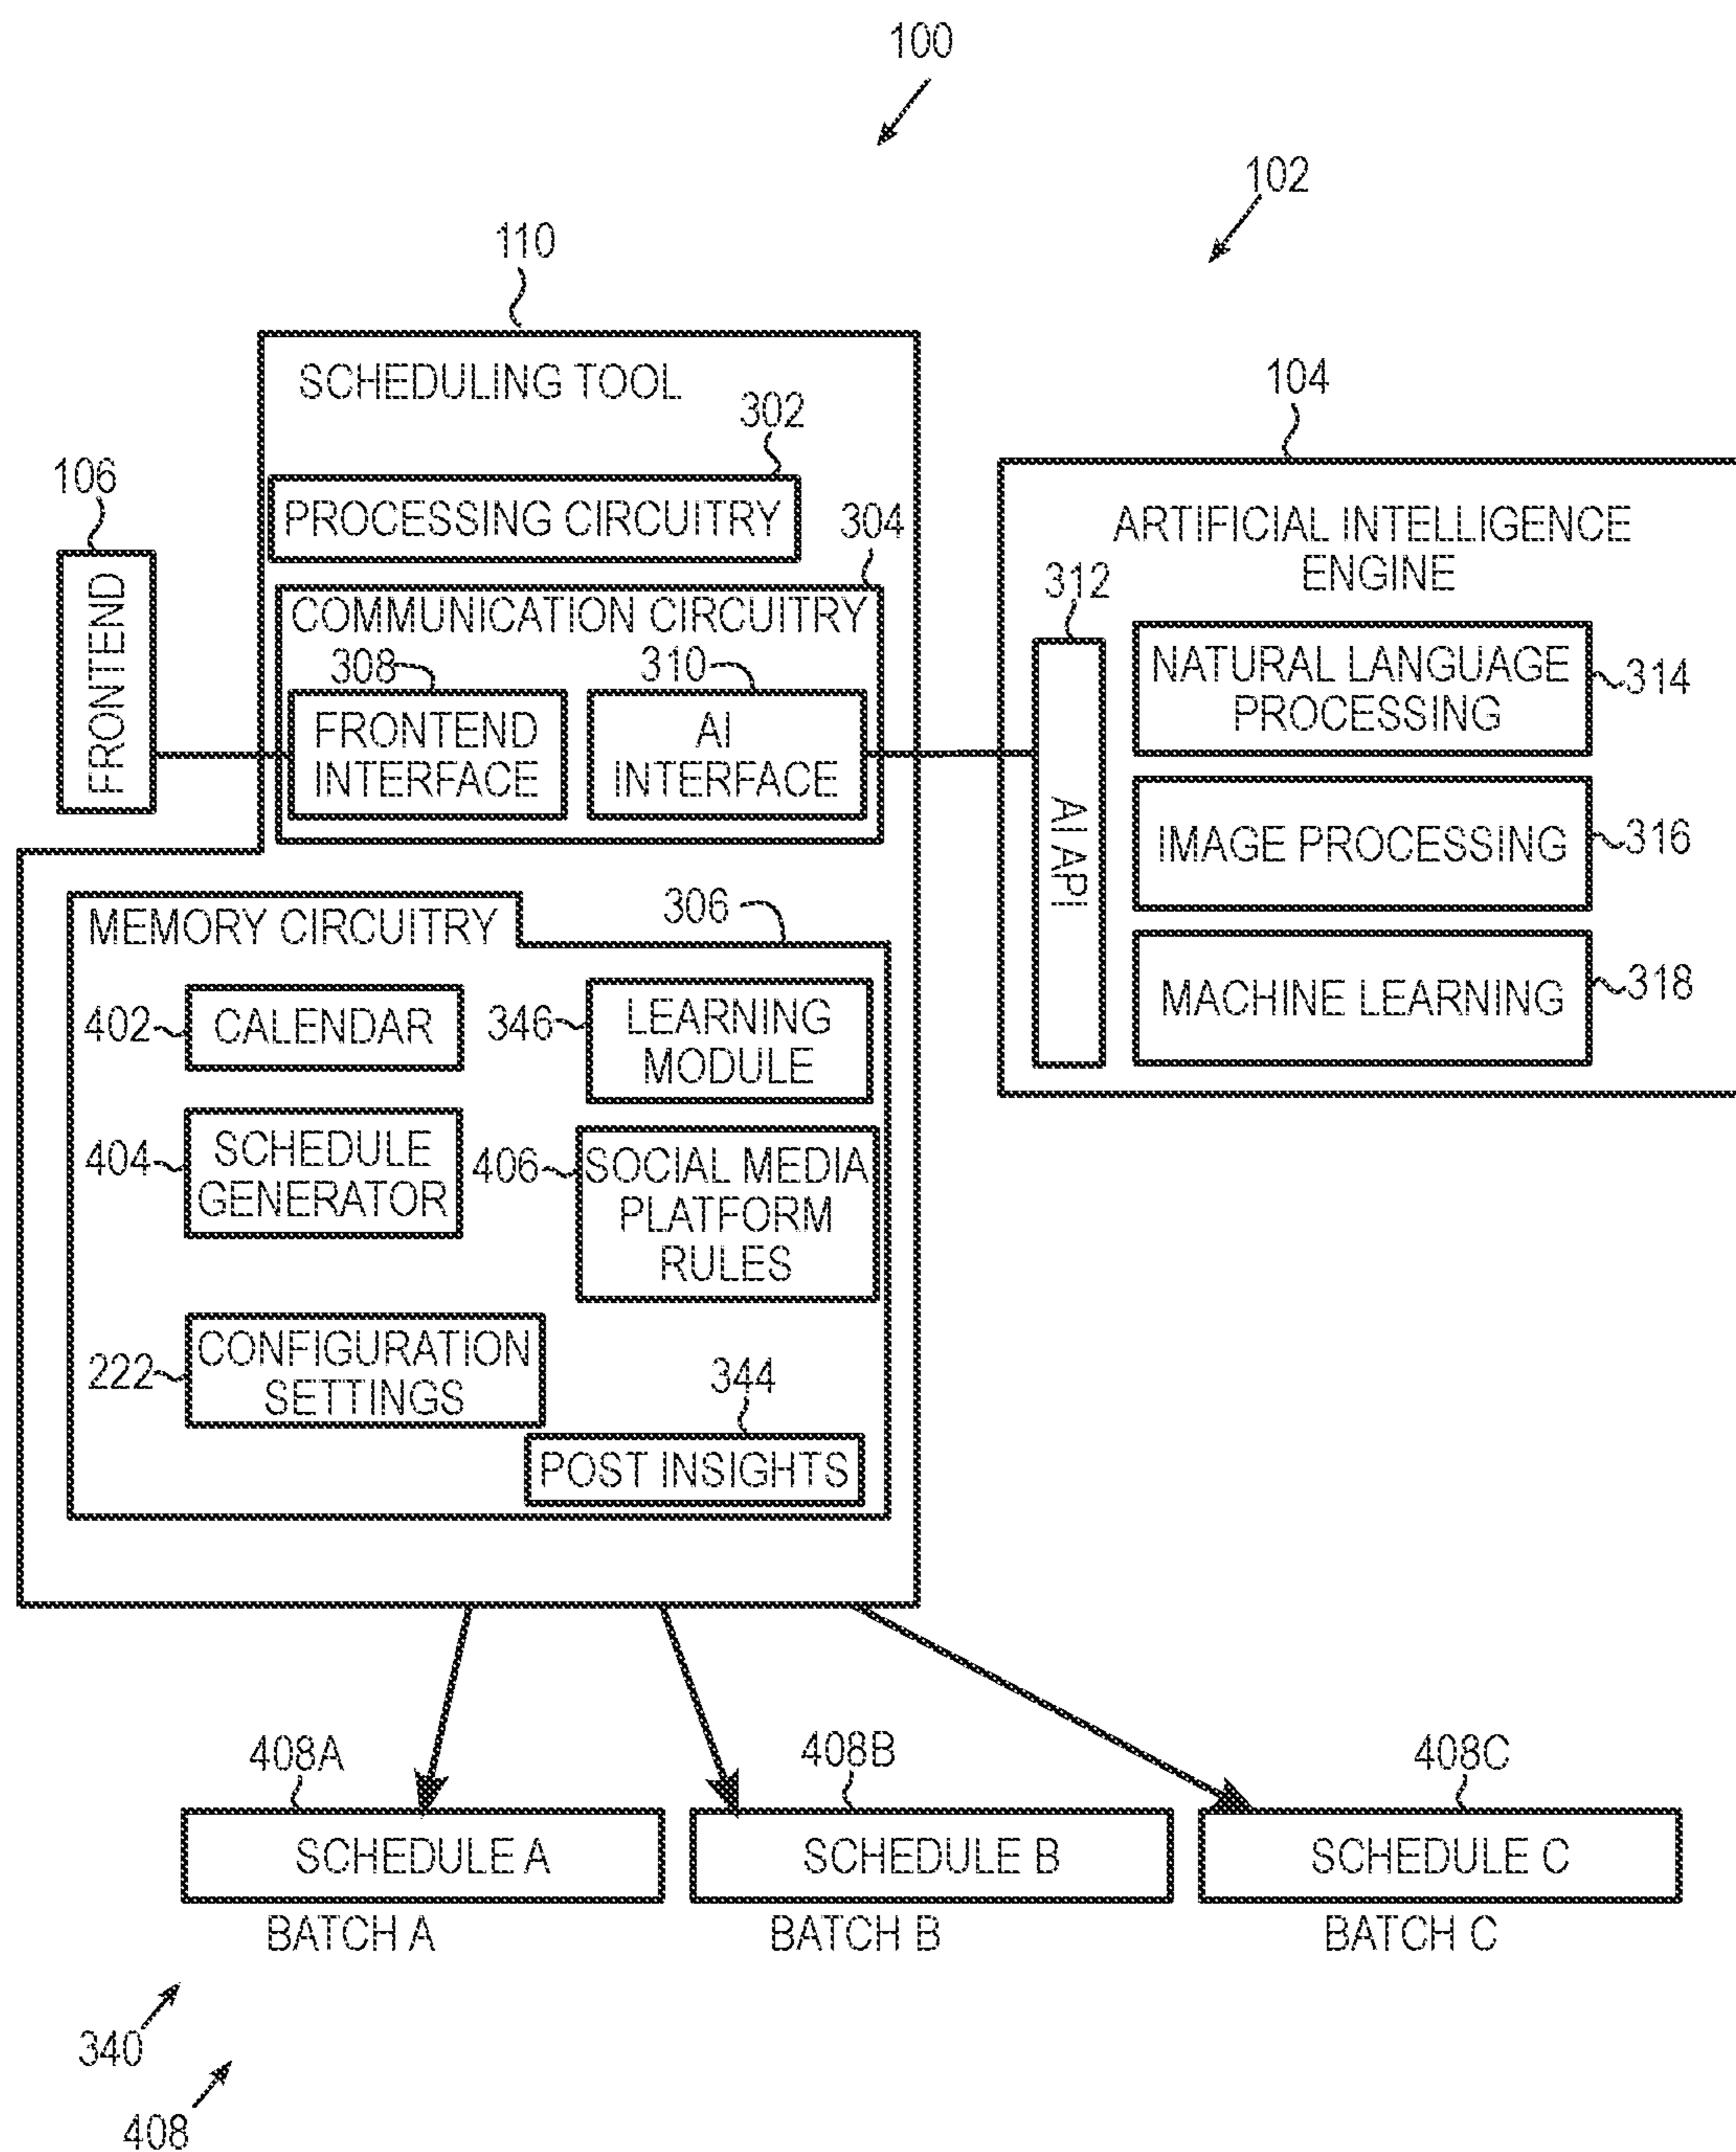 100
102
110
SCHEDULING TOOL
104
302
106
PROCESSING CIRCUITRY
304
ARTIFICIAL INTELLIGENCE
ENGINE
FRONTEND
COMMUNICATION CIRCUITRY
312
308
310
NATURAL LANGUAGE
PROCESSING
314
FRONTEND
INTERFACE
AI
INTERFACE
AI API
IMAGE PROCESSING
316
306
MEMORY CIRCUITRY
MACHINE LEARNING
318
402
CALENDAR
346
LEARNING
MODULE
404
SCHEDULE
GENERATOR
406
SOCIAL MEDIA
PLATFORM
RULES
222
CONFIGURATION
SETTINGS
344
POST INSIGHTS
408A
408B
408C
SCHEDULE A
SCHEDULE B
SCHEDULE C
BATCH A
BATCH B
BATCH C
340
408